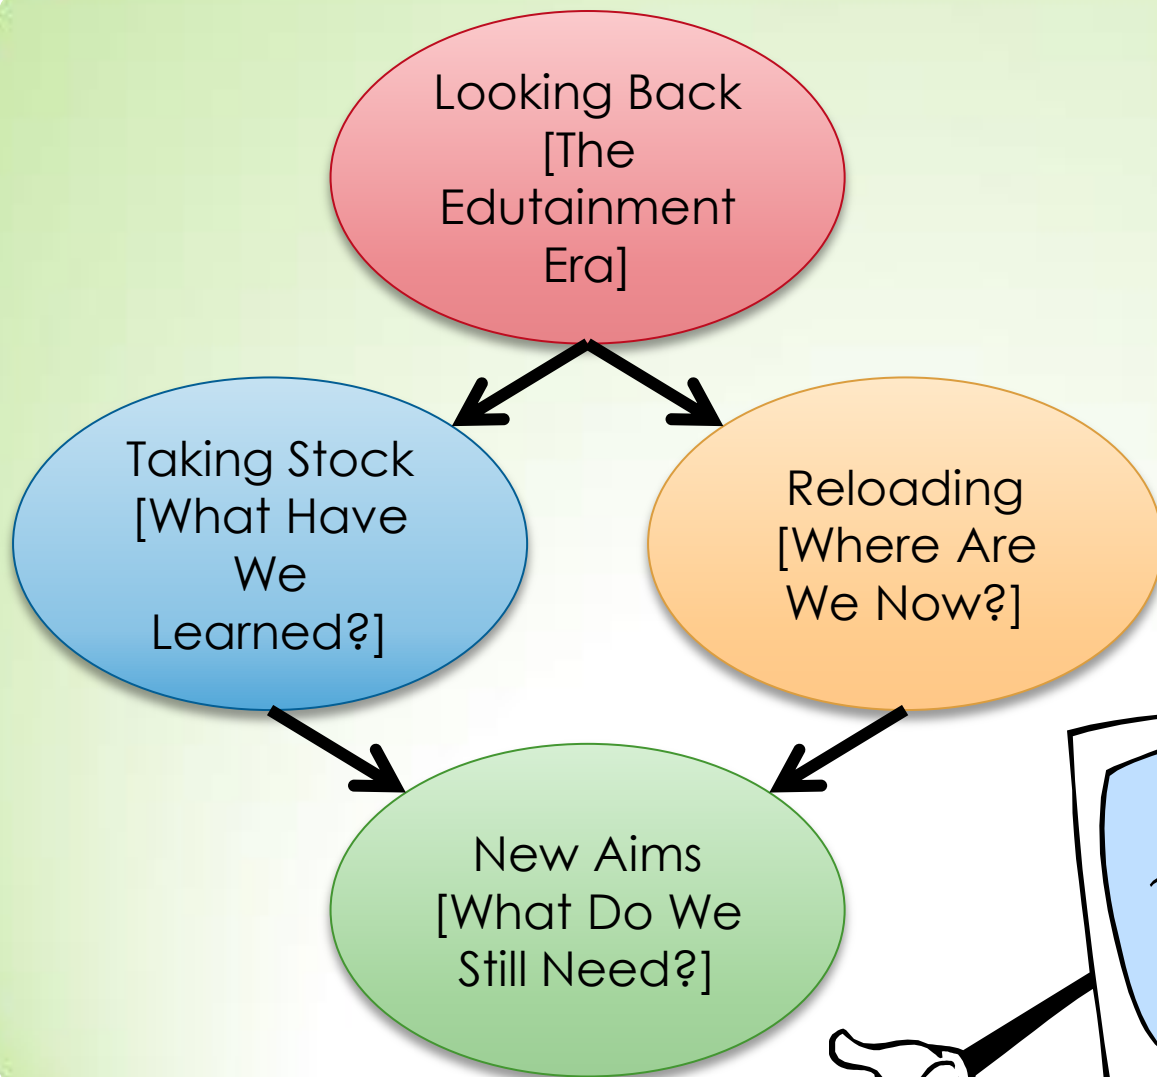 Looking Back
[The
Edutainment
Era]
Taking Stock
[What Have
We
Learned?]
Reloading
[Where Are
We Now?]
New Aims
[What Do We
Still Need?]